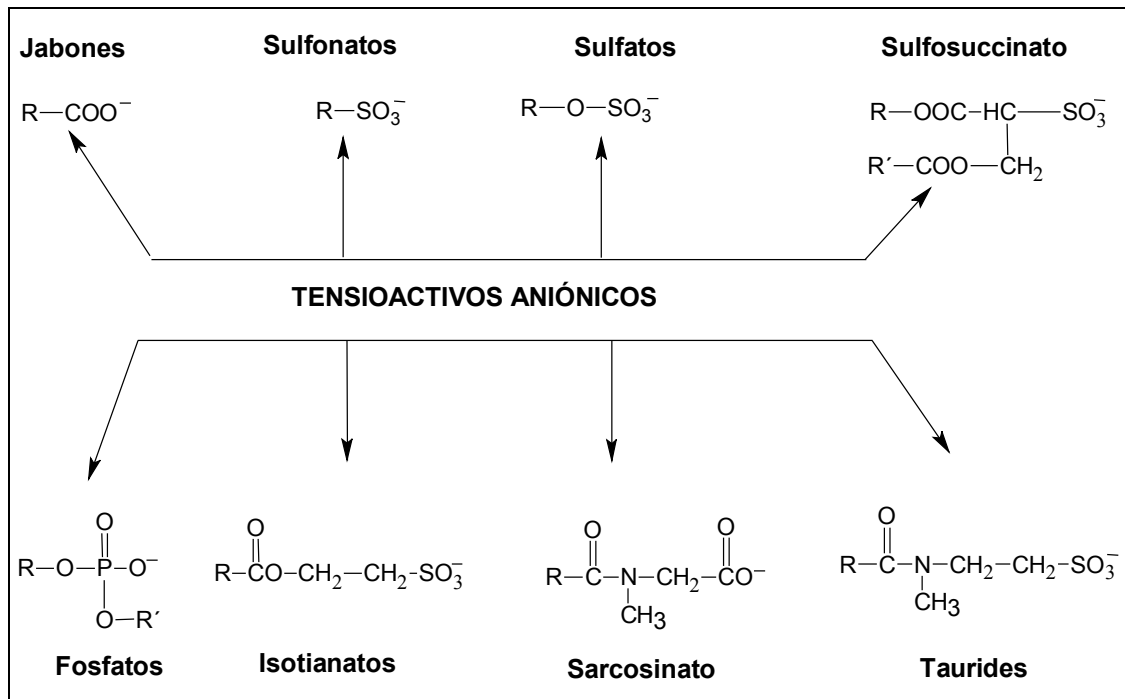 Jabones
Sulfonatos
Sulfatos
Sulfosuccinato
R—COO⁻
R—SO₃⁻
R—O—SO₃⁻
R—OOC—HC—SO₃⁻
R´—COO—CH₂
TENSIOACTIVOS ANIÓNICOS
O
R—O—P—O⁻
O—R´
O
R—CO—CH₂—CH₂—SO₃⁻
O O
R—C—N—CH₂—CO⁻
CH₃
O
R—C—N—CH₂—CH₂—SO₃⁻
CH₃
Fosfatos
Isotianatos
Sarcosinato
Taurides